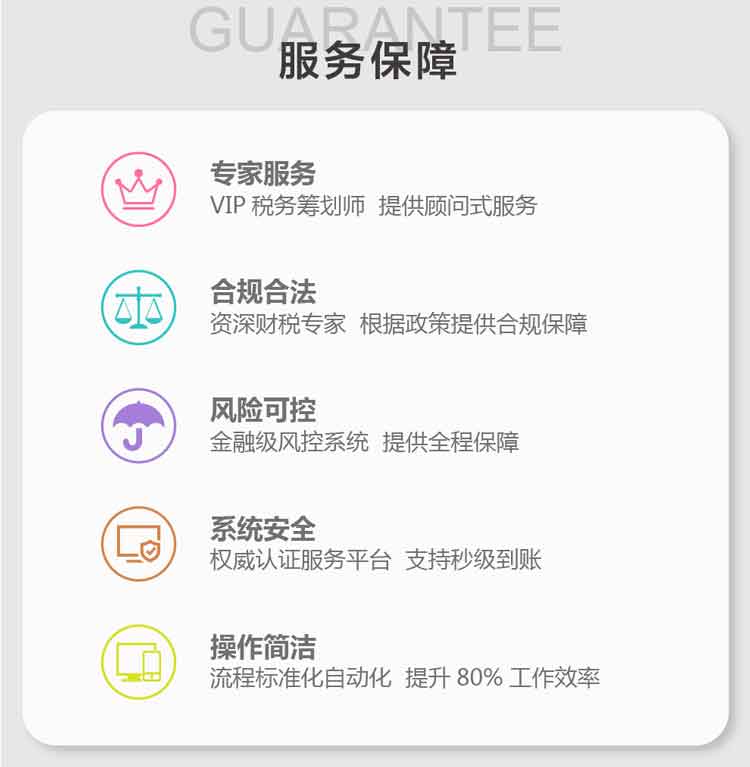 GUARANTEE
服务保障
专家服务
VIP 税务筹划师 提供顾问式服务
合规合法
资深财税专家 根据政策提供合规保障
风险可控
金融级风控系统 提供全程保障
系统安全
权威认证服务平台 支持秒级到账
操作简洁
流程标准化自动化 提升 80% 工作效率